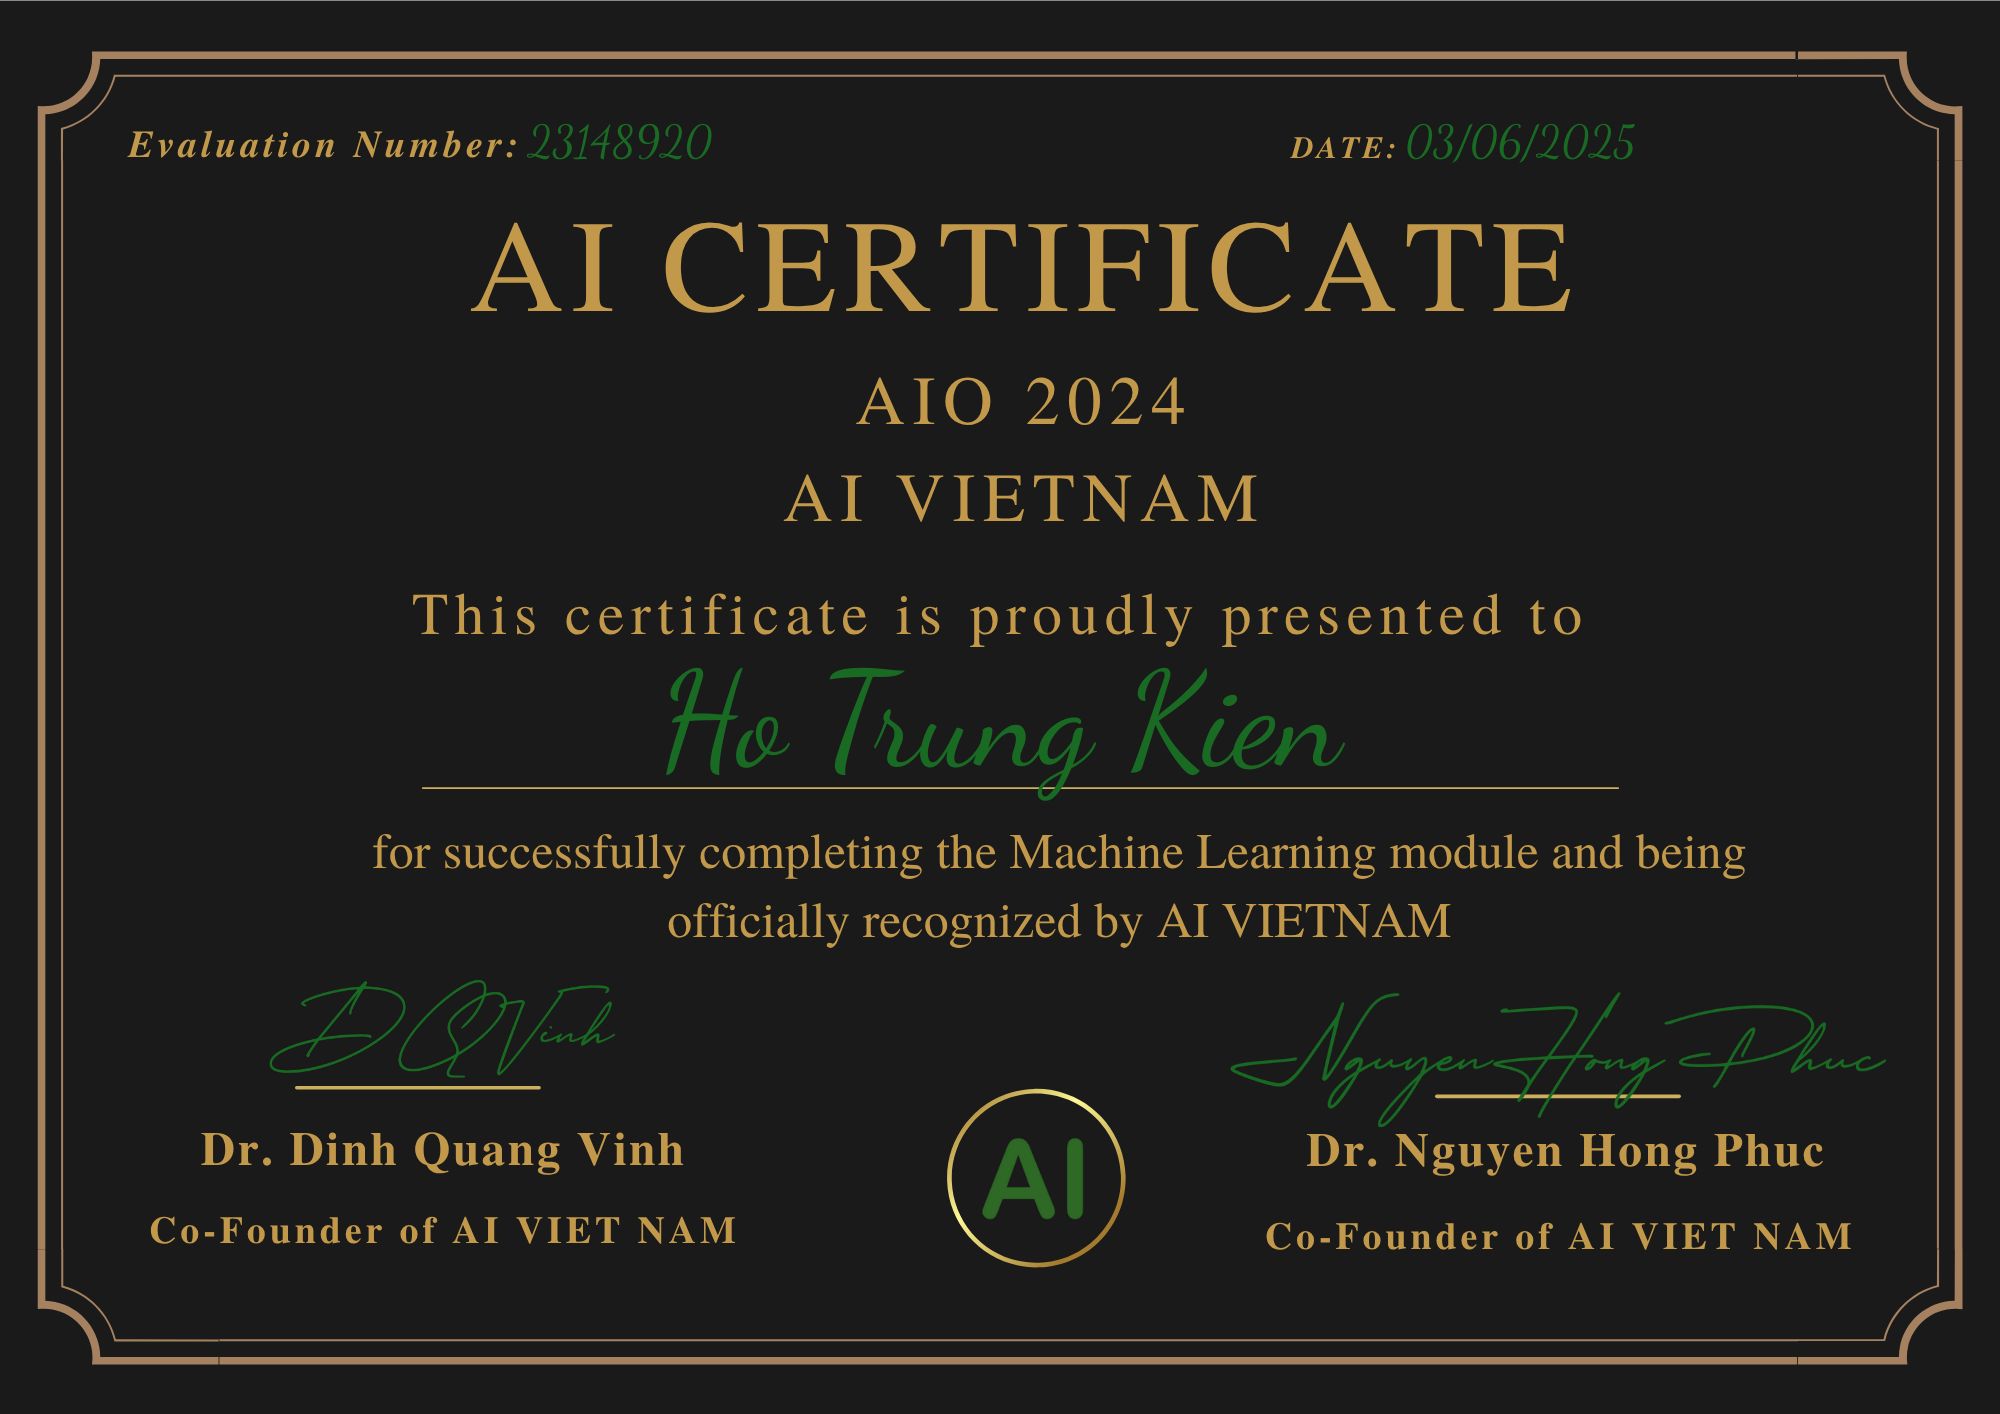 Evaluation Number: 23148920
DATE: 03/06/2025
AI CERTIFICATE
AIO 2024
AI VIETNAM
This certificate is proudly presented to
Ho Trung Kien
for successfully completing the Machine Learning module and being
officially recognized by AI VIETNAM
DQVinh
Nguyen Hong Phuc
Dr. Dinh Quang Vinh
Dr. Nguyen Hong Phuc
Co-Founder of AI VIET NAM
Co-Founder of AI VIET NAM
AI